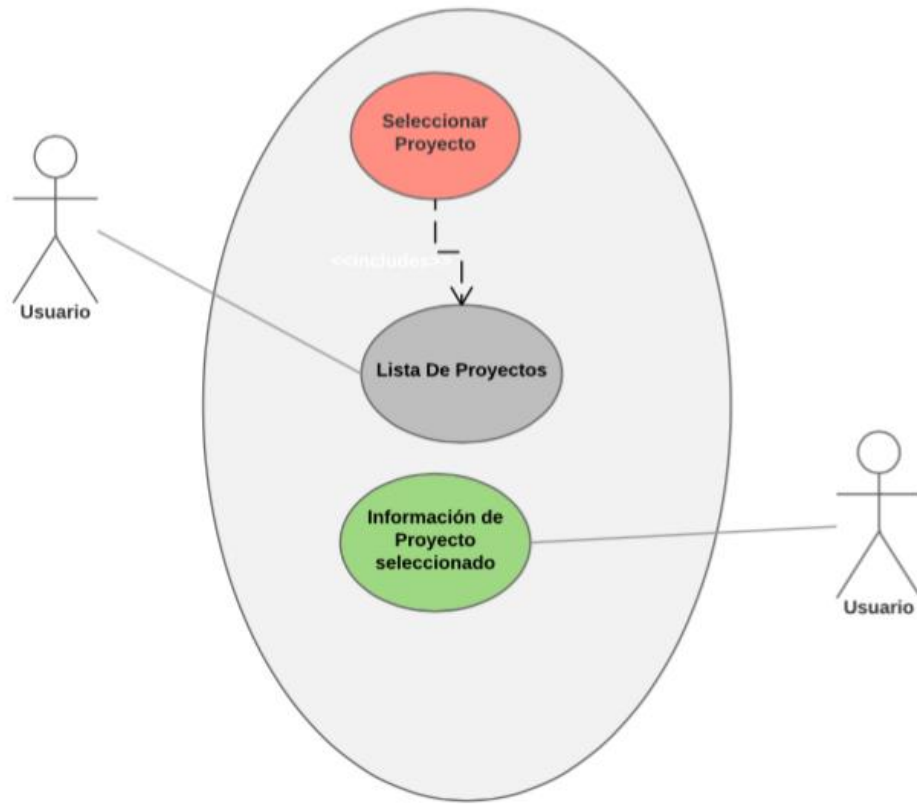 Seleccionar
Proyecto
<<includes>>
Usuario
Lista De Proyectos
Información de
Proyecto
seleccionado
Usuario